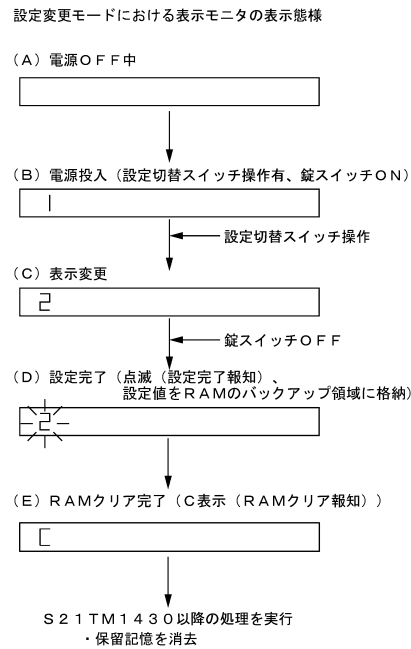 設定変更モードにおける表示モニタの表示態様
（A）電源OFF中
（B）電源投入（設定切替スイッチ操作有、錠スイッチON）
1
設定切替スイッチ操作
（C）表示変更
2
錠スイッチOFF
（D）設定完了（点滅（設定完了報知）、
設定値をRAMのバックアップ領域に格納）
2
（E）RAMクリア完了（C表示（RAMクリア報知））
C
S21TM1430以降の処理を実行
・保留記憶を消去